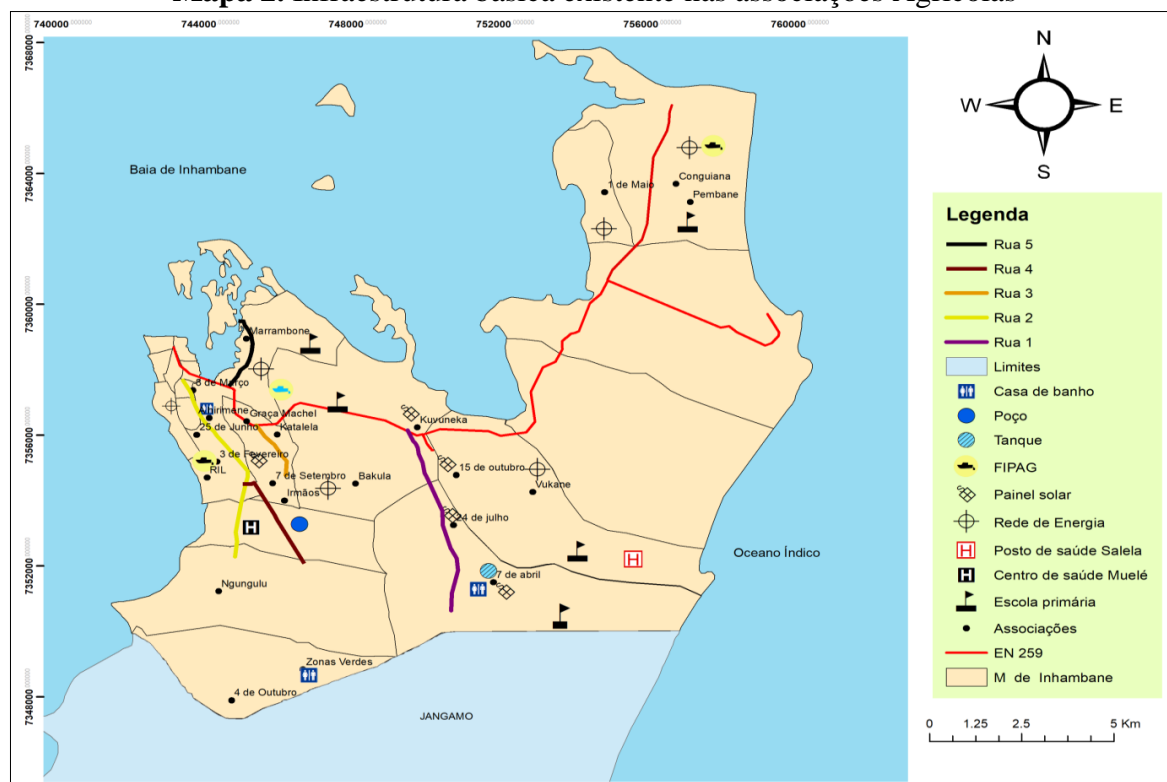 Mapa 2. Infraestrutura básica existente nas associações Agrícolas
740000 744000 748000 752000 756000 760000
7368000
7364000
7360000
7356000
7352000
7348000
N
W E
S
Baia de Inhambane
1 de Maio
Conguiana
Pembane
Marrambone
8 de Março
Graça Machel
25 de Junho
Katalela
Kuvuneka
3 de Fevereiro
RIL
7 de Setembro
Bakula
Irmãos
15 de outubro
Vukane
24 de julho
Oceano Índico
H
H
7 de abril
Ngungulu
Zonas Verdes
4 de Outubro
JANGAMO
Legenda
Rua 5
Rua 4
Rua 3
Rua 2
Rua 1
Limites
Casa de banho
Poço
Tanque
FIPAG
Painel solar
Rede de Energia
H Posto de saúde Salela
H Centro de saúde Muelé
Escola primária
Associações
EN 259
M de Inhambane
0 1.25 2.5 5 Km